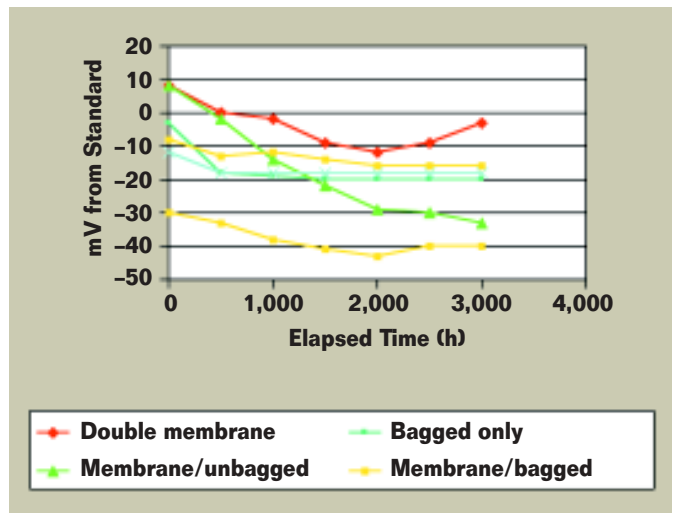 20
10
0
–10
–20
–30
–40
–50
mV from Standard
0 1,000 2,000 3,000 4,000
Elapsed Time (h)
Double membrane Bagged only
Membrane/unbagged Membrane/bagged